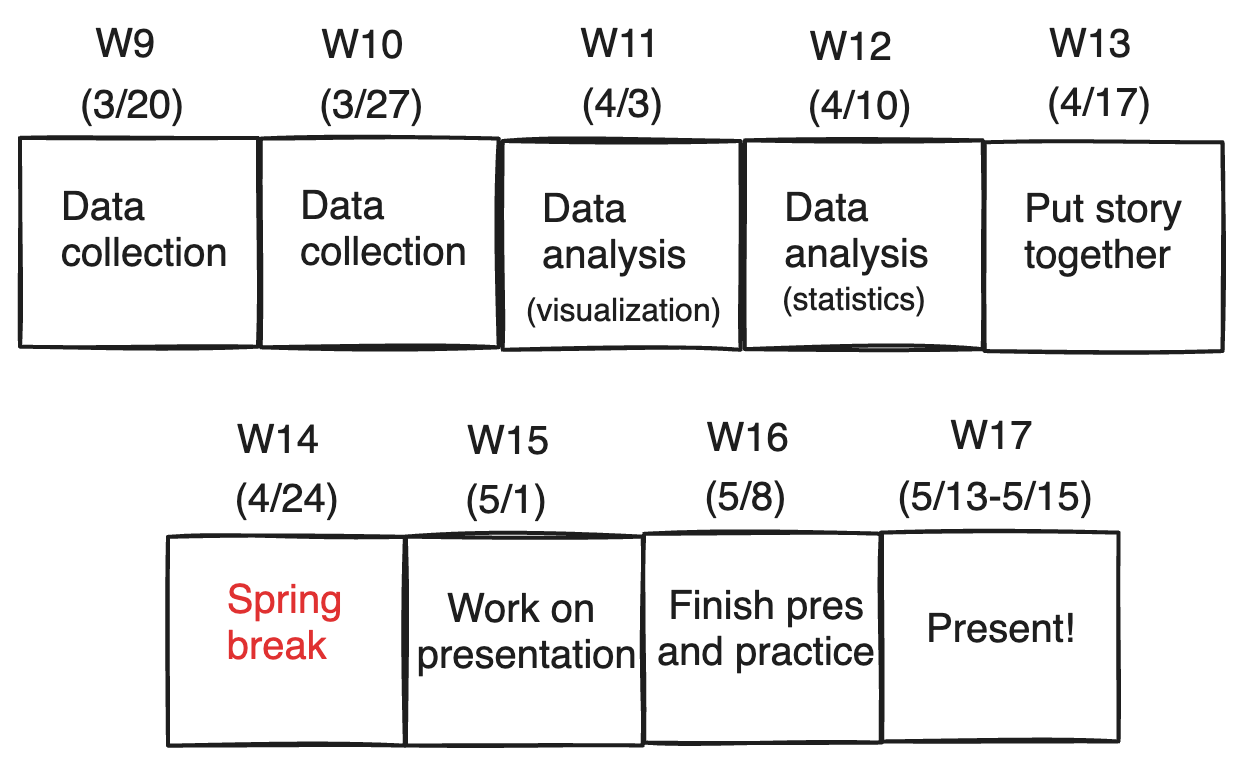 W9 W10 W11 W12 W13
(3/20) (3/27) (4/3) (4/10) (4/17)
Data
collection
Data
collection
Data
analysis
(visualization)
Data
analysis
(statistics)
Put story
together
W14 W15 W16 W17
(4/24) (5/1) (5/8) (5/13-5/15)
Spring
break
Work on
presentation
Finish pres
and practice
Present!